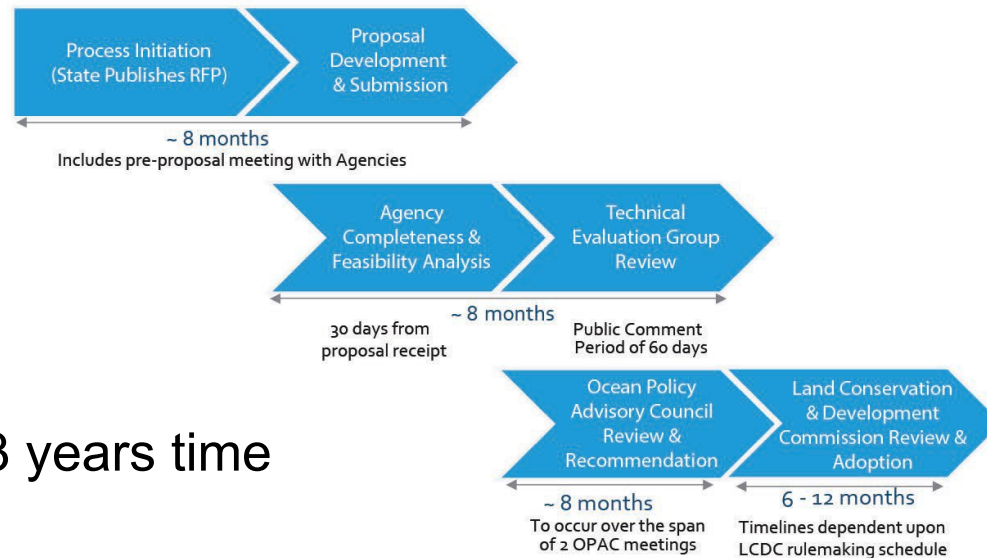 Process Initiation
(State Publishes RFP)
Proposal
Development
& Submission
~ 8 months
Includes pre-proposal meeting with Agencies
Agency
Completeness &
Feasibility Analysis
Technical
Evaluation Group
Review
~ 8 months
30 days from
proposal receipt
Public Comment
Period of 60 days
Ocean Policy
Advisory Council
Review &
Recommendation
Land Conservation
& Development
Commission Review &
Adoption
3 years time
~ 8 months
To occur over the span
of 2 OPAC meetings
6 - 12 months
Timelines dependent upon
LCDC rulemaking schedule